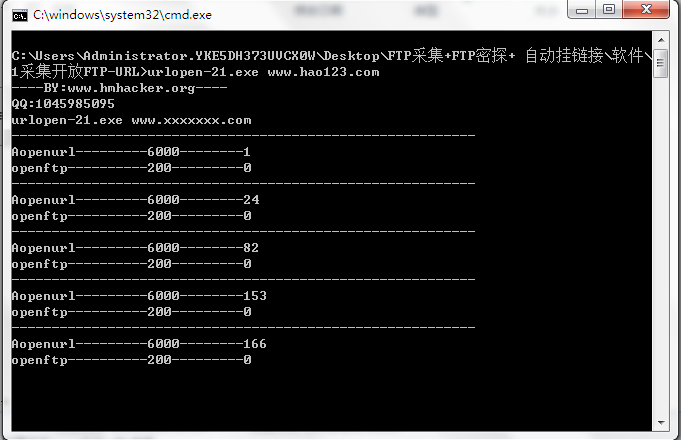 C:\windows\system32\cmd.exe
C:\Users\Administrator.YKE5DH373UVCX0W\Desktop\FTP采集+FTP密探+ 自动挂链接\软件\
1采集开放FTP-URL>urlopen-21.exe www.hao123.com
----BY:www.hmhacker.org----
QQ:1045985095
urlopen-21.exe www.xxxxxxx.com
----------------------------------------------------------
Aopenurl---------6000--------1
openftp----------200---------0
----------------------------------------------------------
Aopenurl---------6000--------24
openftp----------200---------0
----------------------------------------------------------
Aopenurl---------6000--------82
openftp----------200---------0
----------------------------------------------------------
Aopenurl---------6000--------153
openftp----------200---------0
----------------------------------------------------------
Aopenurl---------6000--------166
openftp----------200---------0